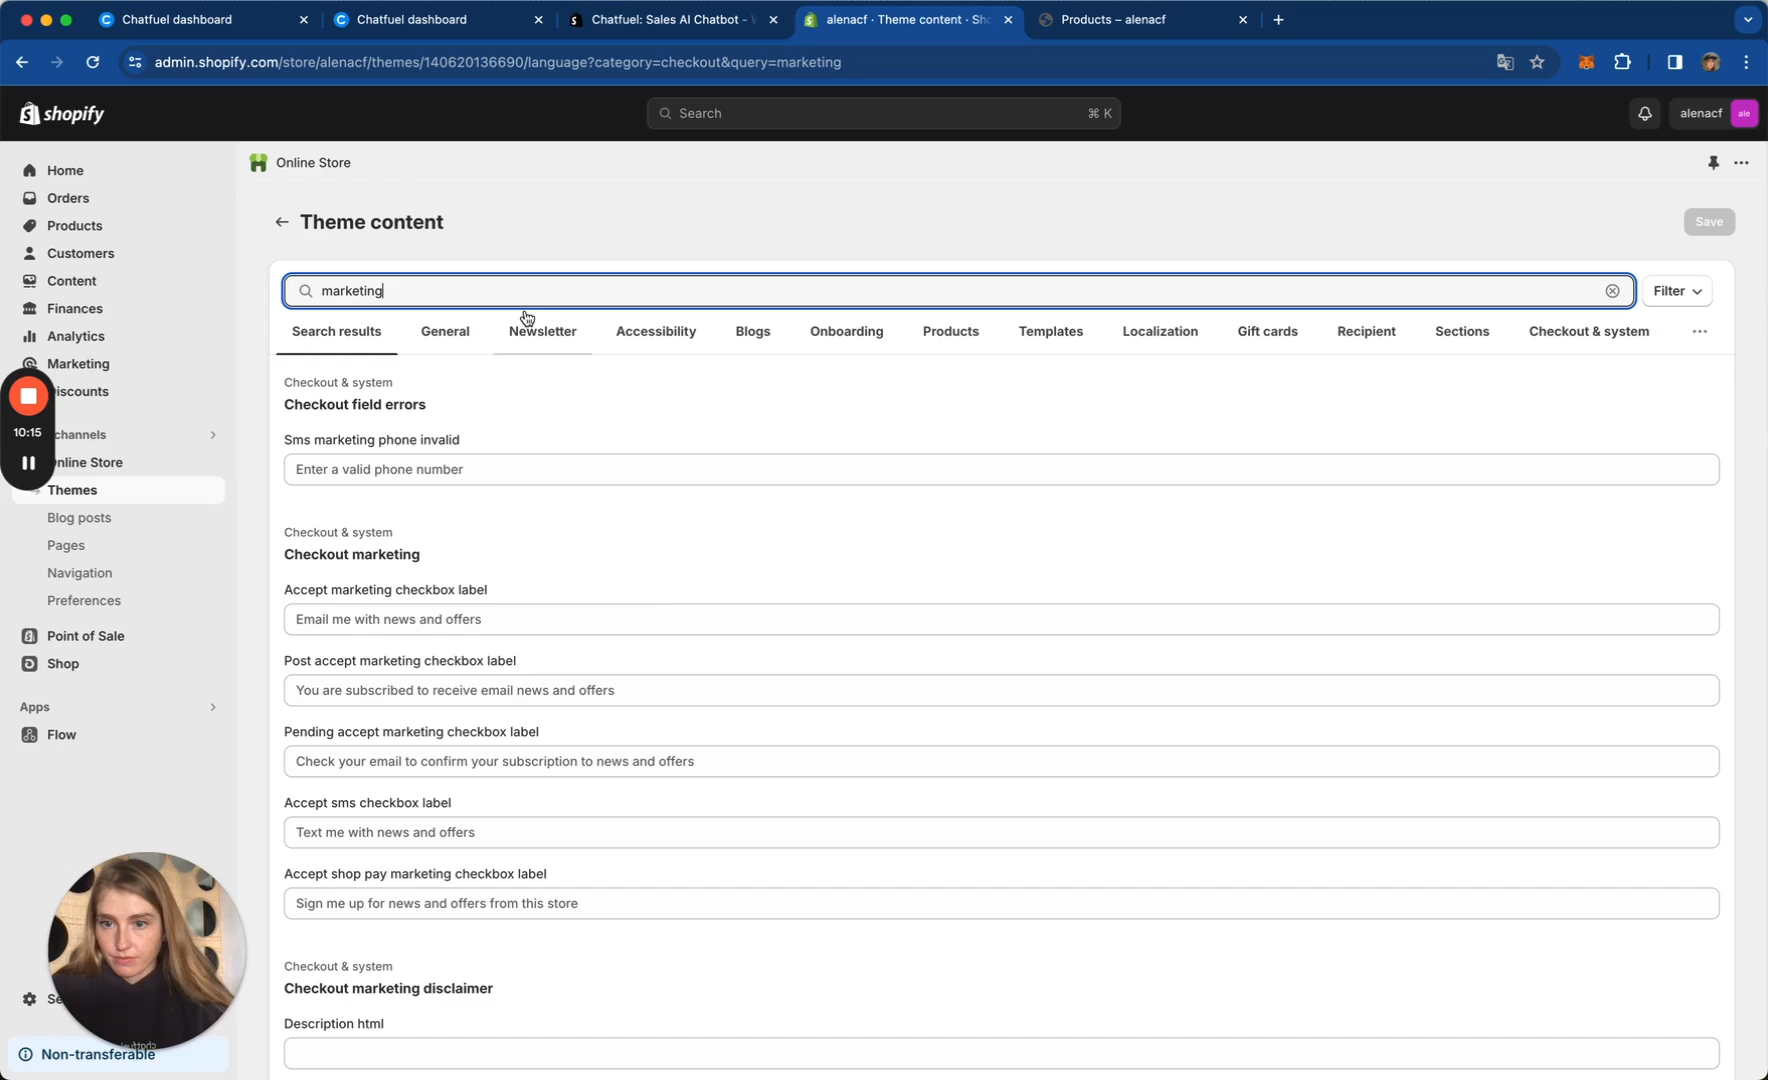 Chatfuel dashboard
Chatfuel dashboard
Chatfuel: Sales AI Chatbot -
alenacf · Theme content · Sho
Products – alenacf
admin.shopify.com/store/alenacf/themes/140620136690/language?category=checkout&query=marketing
shopify
Search
⌘ K
alenacf
ale
Home
Orders
Products
Customers
Content
Finances
Analytics
Marketing
iscounts
10:15
channels
nline Store
Themes
Blog posts
Pages
Navigation
Preferences
Point of Sale
Shop
Apps
Flow
Se
Non-transferable
chatfuel
Online Store
Theme content
Save
marketing
Filter
Search results
General
Newsletter
Accessibility
Blogs
Onboarding
Products
Templates
Localization
Gift cards
Recipient
Sections
Checkout & system
Checkout & system
Checkout field errors
Sms marketing phone invalid
Enter a valid phone number
Checkout & system
Checkout marketing
Accept marketing checkbox label
Email me with news and offers
Post accept marketing checkbox label
You are subscribed to receive email news and offers
Pending accept marketing checkbox label
Check your email to confirm your subscription to news and offers
Accept sms checkbox label
Text me with news and offers
Accept shop pay marketing checkbox label
Sign me up for news and offers from this store
Checkout & system
Checkout marketing disclaimer
Description html